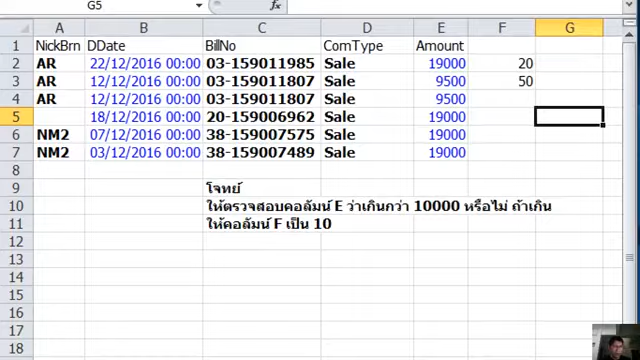 G5 fx
A B C D E F G
1 NickBrn DDate BillNo ComType Amount
2 AR 22/12/2016 00:00 03-159011985 Sale 19000 20
3 AR 12/12/2016 00:00 03-159011807 Sale 9500 50
4 AR 12/12/2016 00:00 03-159011807 Sale 9500
5 18/12/2016 00:00 20-159006962 Sale 19000
6 NM2 07/12/2016 00:00 38-159007575 Sale 19000
7 NM2 03/12/2016 00:00 38-159007489 Sale 19000
8
9 โจทย์
10 ให้ตรวจสอบคอลัมน์ E ว่าเกินกว่า 10000 หรือไม่ ถ้าเกิน
11 ให้คอลัมน์ F เป็น 10
12
13
14
15
16
17
18